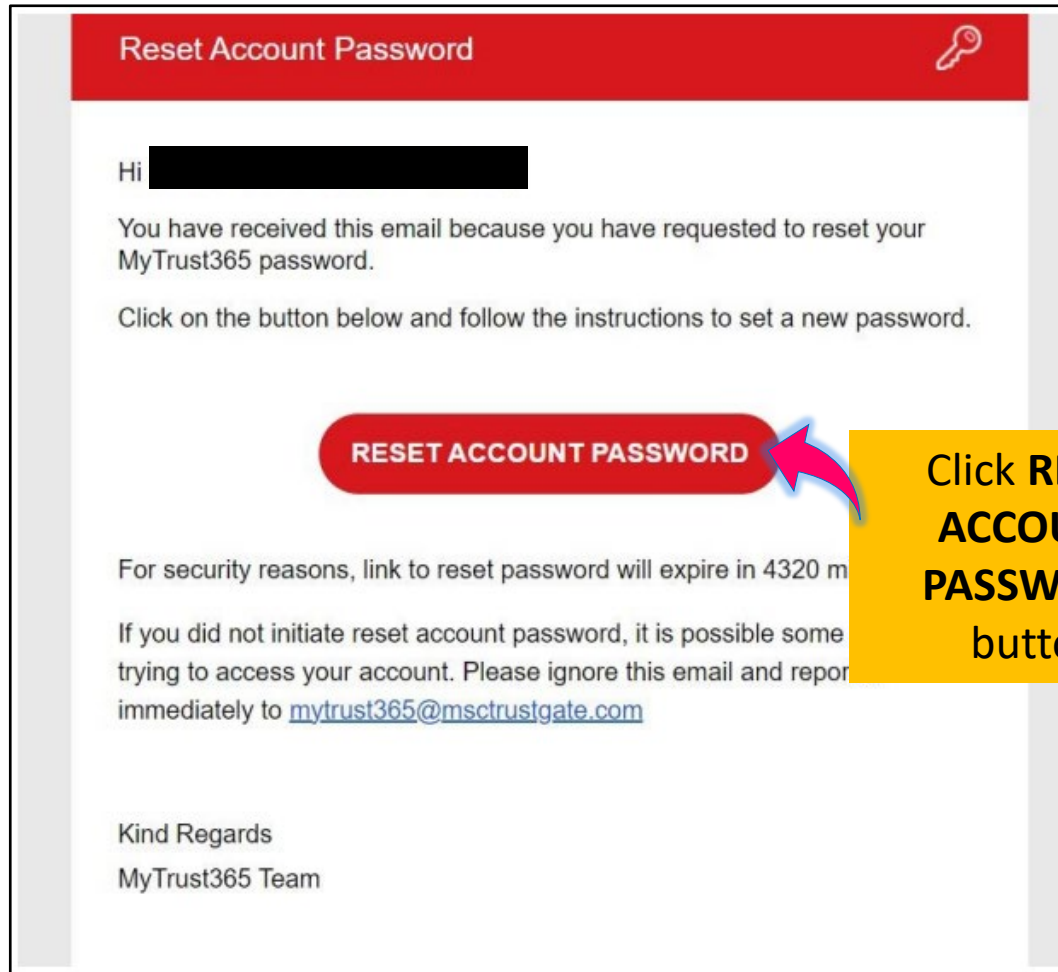 Reset Account Password
Hi
You have received this email because you have requested to reset your
MyTrust365 password.
Click on the button below and follow the instructions to set a new password.
RESET ACCOUNT PASSWORD
Click
butt
For security reasons, link to reset password will expire in 4320 m
If you did not initiate reset account password, it is possible some
trying to access your account. Please ignore this email and repor
immediately to mytrust365@msctrustgate.com
Kind Regards
MyTrust365 Team